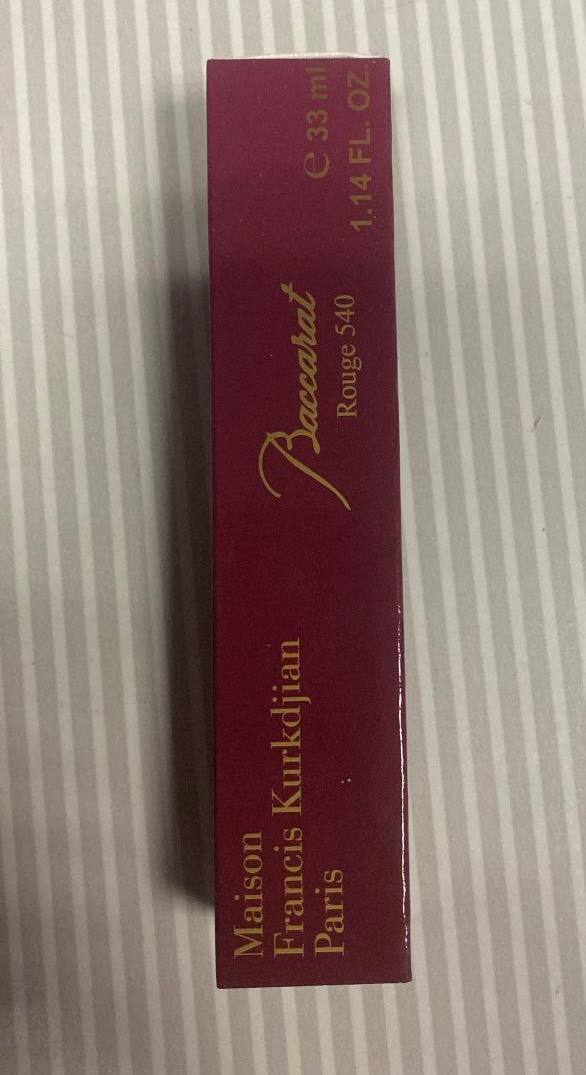 Maison
Francis Kurkdjian
Paris
Baccarat
Rouge 540
e 33 ml
1.14 FL. OZ.